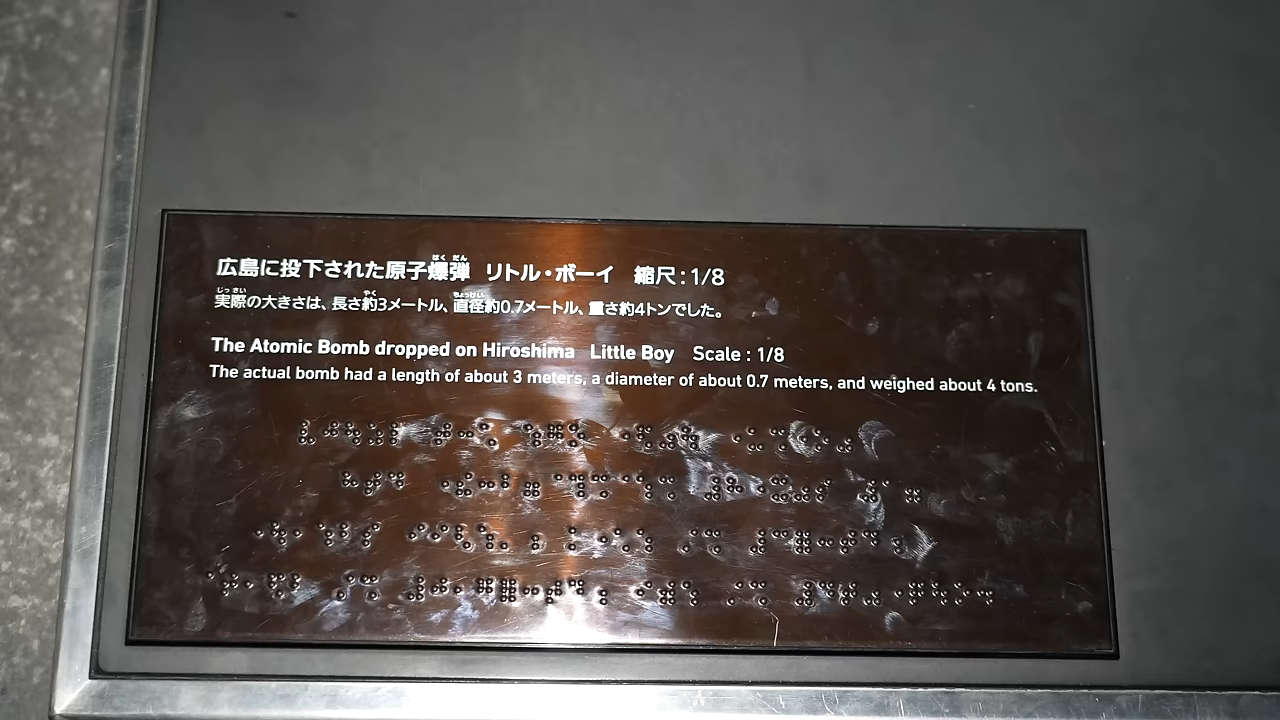 広島に投下された原子爆弾 リトル・ボーイ 縮尺：1/8
実際の大きさは、長さ約3メートル、直径約0.7メートル、重さ約4トンでした。
The Atomic Bomb dropped on Hiroshima Little Boy Scale : 1/8
The actual bomb had a length of about 3 meters, a diameter of about 0.7 meters, and weighed about 4 tons.